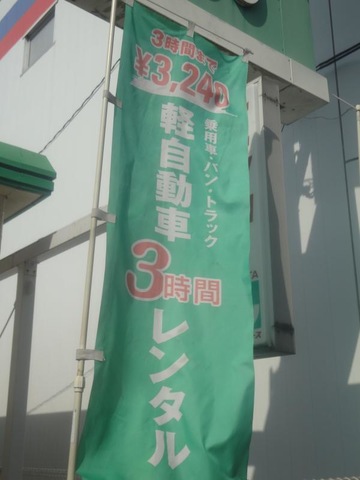 3時間まで
¥3,240
乗用車・バン・トラック
軽自動車
3時間
レンタル